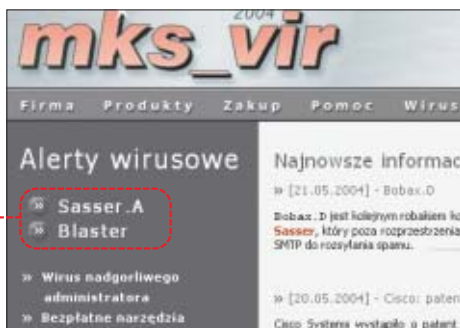 2004
mks_vir
Firma Produkty Zakup Pomoc Wirus
Alerty wirusowe
» Sasser.A
» Blaster
» Wirus nadgorliwego
administratora
» Bezpłatne narzędzia
Najnowsze informac
» [21.05.2004] - Bobax.D
Bobax.D jest kolejnym robakiem ko
Sasser, który poza rozprzestrzenia
SMTP do rozsyłania spamu.
» [20.05.2004] - Cisco: paten
Cisco Systems wystąpiło o patent